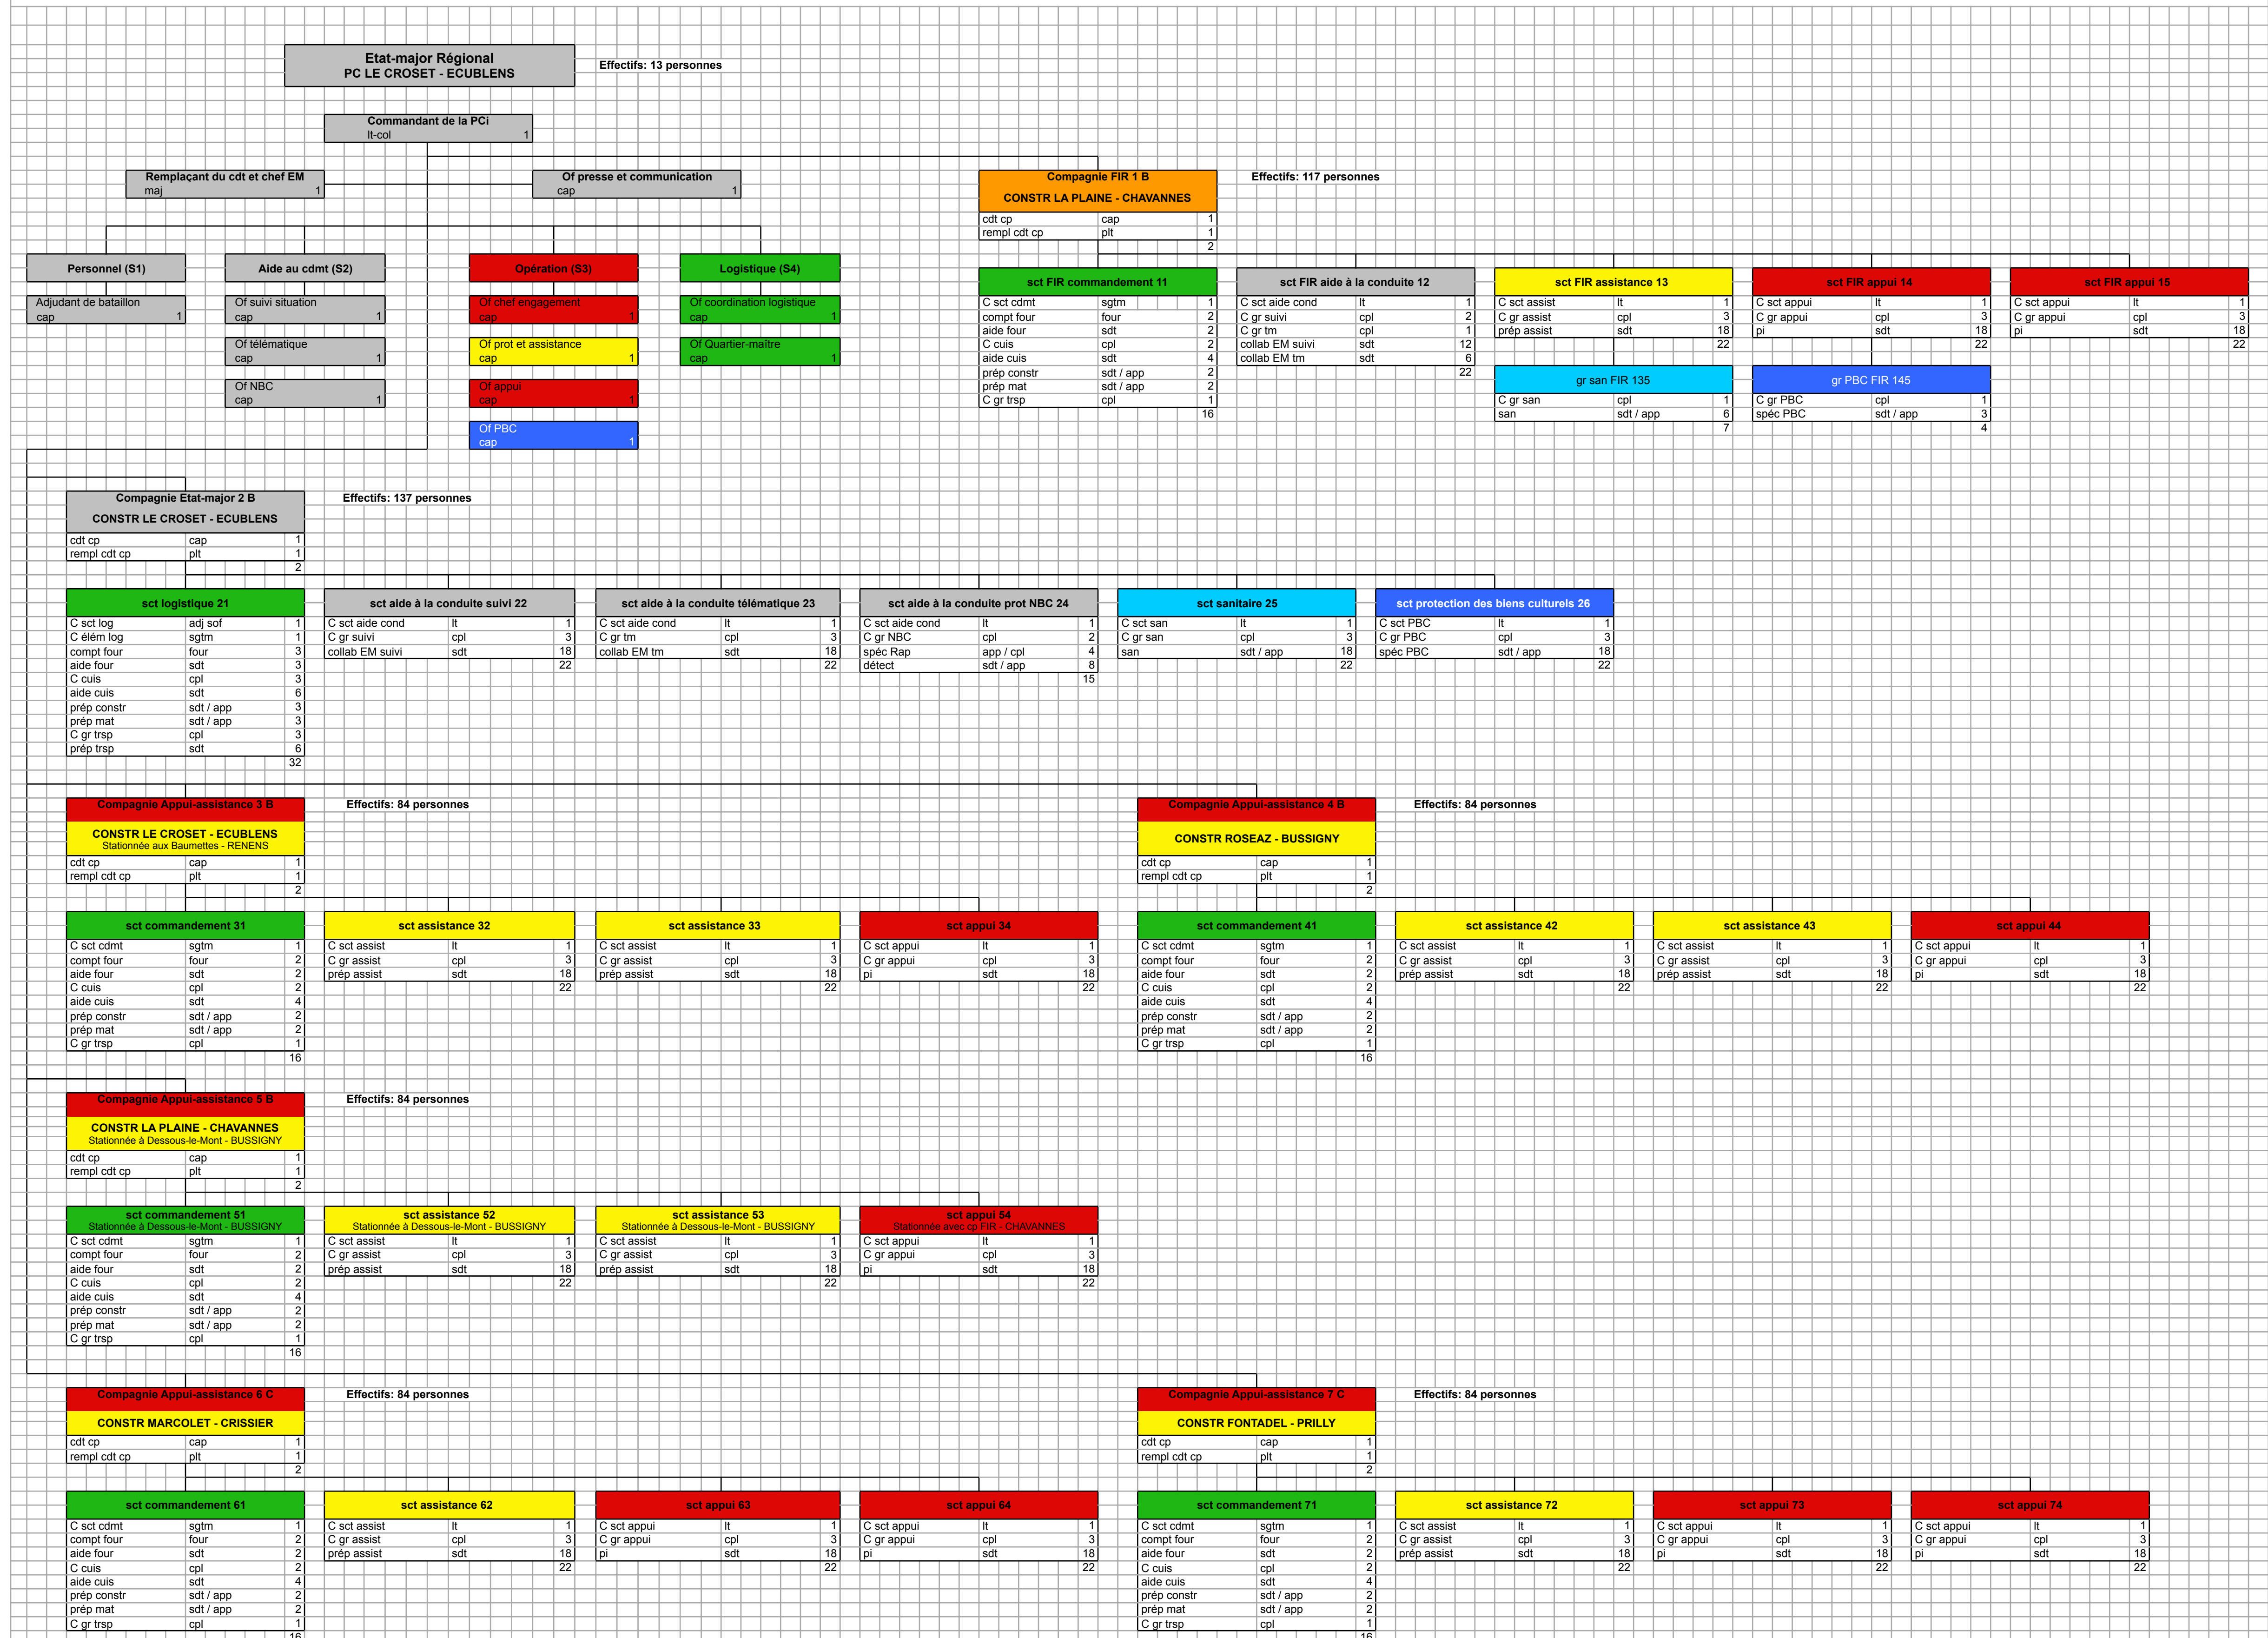 Etat-major Régional
PC LE CROSET - ECUBLENS
Effectifs: 13 personnes
Commandant de la PCi
lt-col 1
Remplaçant du cdt et chef EM
maj 1
Of presse et communication
cap 1
Personnel (S1)
Adjudant de bataillon
cap 1
Aide au cdmt (S2)
Of suivi situation
cap 1
Of télématique
cap 1
Of NBC
cap 1
Opération (S3)
Of chef engagement
cap 1
Of prot et assistance
cap 1
Of appui
cap 1
Of PBC
cap 1
Logistique (S4)
Of coordination logistique
cap 1
Of Quartier-maître
cap 1
Compagnie FIR 1 B
CONSTR LA PLAINE - CHAVANNES
Effectifs: 117 personnes
cdt cp cap 1
rempl cdt cp plt 1
2
sct FIR commandement 11
C sct cdmt sgtm 1
compt four four 2
aide four sdt 2
C cuis cpl 2
aide cuis sdt 4
prép constr sdt / app 2
prép mat sdt / app 2
C gr trsp cpl 1
16
sct FIR aide à la conduite 12
C sct aide cond lt 1
C gr suivi cpl 2
C gr tm cpl 1
collab EM suivi sdt 12
collab EM tm sdt 6
22
sct FIR assistance 13
C sct assist lt 1
C gr assist cpl 3
prép assist sdt 18
22
gr san FIR 135
C gr san cpl 1
san sdt / app 6
7
sct FIR appui 14
C sct appui lt 1
C gr appui cpl 3
pi sdt 18
22
gr PBC FIR 145
C gr PBC cpl 1
spéc PBC sdt / app 3
4
sct FIR appui 15
C sct appui lt 1
C gr appui cpl 3
pi sdt 18
22
Compagnie Etat-major 2 B
CONSTR LE CROSET - ECUBLENS
Effectifs: 137 personnes
cdt cp cap 1
rempl cdt cp plt 1
2
sct logistique 21
C sct log adj sof 1
C élém log sgtm 1
compt four four 3
aide four sdt 3
C cuis cpl 3
aide cuis sdt 6
prép constr sdt / app 3
prép mat sdt / app 3
C gr trsp cpl 3
prép trsp sdt 6
32
sct aide à la conduite suivi 22
C sct aide cond lt 1
C gr suivi cpl 3
collab EM suivi sdt 18
22
sct aide à la conduite télématique 23
C sct aide cond lt 1
C gr tm cpl 3
collab EM tm sdt 18
22
sct aide à la conduite prot NBC 24
C sct aide cond lt 1
C gr NBC cpl 2
spéc Rap app / cpl 4
détect sdt / app 8
15
sct sanitaire 25
C sct san lt 1
C gr san cpl 3
san sdt / app 18
22
sct protection des biens culturels 26
C sct PBC lt 1
C gr PBC cpl 3
spéc PBC sdt / app 18
22
Compagnie Appui-assistance 3 B
CONSTR LE CROSET - ECUBLENS
Stationnée aux Baumettes - RENENS
Effectifs: 84 personnes
cdt cp cap 1
rempl cdt cp plt 1
2
sct commandement 31
C sct cdmt sgtm 1
compt four four 2
aide four sdt 2
C cuis cpl 2
aide cuis sdt 4
prép constr sdt / app 2
prép mat sdt / app 2
C gr trsp cpl 1
16
sct assistance 32
C sct assist lt 1
C gr assist cpl 3
prép assist sdt 18
22
sct assistance 33
C sct assist lt 1
C gr assist cpl 3
prép assist sdt 18
22
sct appui 34
C sct appui lt 1
C gr appui cpl 3
pi sdt 18
22
Compagnie Appui-assistance 4 B
CONSTR ROSEAZ - BUSSIGNY
Effectifs: 84 personnes
cdt cp cap 1
rempl cdt cp plt 1
2
sct commandement 41
C sct cdmt sgtm 1
compt four four 2
aide four sdt 2
C cuis cpl 2
aide cuis sdt 4
prép constr sdt / app 2
prép mat sdt / app 2
C gr trsp cpl 1
16
sct assistance 42
C sct assist lt 1
C gr assist cpl 3
prép assist sdt 18
22
sct assistance 43
C sct assist lt 1
C gr assist cpl 3
prép assist sdt 18
22
sct appui 44
C sct appui lt 1
C gr appui cpl 3
pi sdt 18
22
Compagnie Appui-assistance 5 B
CONSTR LA PLAINE - CHAVANNES
Stationnée à Dessous-le-Mont - BUSSIGNY
Effectifs: 84 personnes
cdt cp cap 1
rempl cdt cp plt 1
2
sct commandement 51
Stationnée à Dessous-le-Mont - BUSSIGNY
C sct cdmt sgtm 1
compt four four 2
aide four sdt 2
C cuis cpl 2
aide cuis sdt 4
prép constr sdt / app 2
prép mat sdt / app 2
C gr trsp cpl 1
16
sct assistance 52
Stationnée à Dessous-le-Mont - BUSSIGNY
C sct assist lt 1
C gr assist cpl 3
prép assist sdt 18
22
sct assistance 53
Stationnée à Dessous-le-Mont - BUSSIGNY
C sct assist lt 1
C gr assist cpl 3
prép assist sdt 18
22
sct appui 54
Stationnée avec cp FIR - CHAVANNES
C sct appui lt 1
C gr appui cpl 3
pi sdt 18
22
Compagnie Appui-assistance 6 C
CONSTR MARCOLET - CRISSIER
Effectifs: 84 personnes
cdt cp cap 1
rempl cdt cp plt 1
2
sct commandement 61
C sct cdmt sgtm 1
compt four four 2
aide four sdt 2
C cuis cpl 2
aide cuis sdt 4
prép constr sdt / app 2
prép mat sdt / app 2
C gr trsp cpl 1
16
sct assistance 62
C sct assist lt 1
C gr assist cpl 3
prép assist sdt 18
22
sct appui 63
C sct appui lt 1
C gr appui cpl 3
pi sdt 18
22
sct appui 64
C sct appui lt 1
C gr appui cpl 3
pi sdt 18
22
Compagnie Appui-assistance 7 C
CONSTR FONTADEL - PRILLY
Effectifs: 84 personnes
cdt cp cap 1
rempl cdt cp plt 1
2
sct commandement 71
C sct cdmt sgtm 1
compt four four 2
aide four sdt 2
C cuis cpl 2
aide cuis sdt 4
prép constr sdt / app 2
prép mat sdt / app 2
C gr trsp cpl 1
16
sct assistance 72
C sct assist lt 1
C gr assist cpl 3
prép assist sdt 18
22
sct appui 73
C sct appui lt 1
C gr appui cpl 3
pi sdt 18
22
sct appui 74
C sct appui lt 1
C gr appui cpl 3
pi sdt 18
22